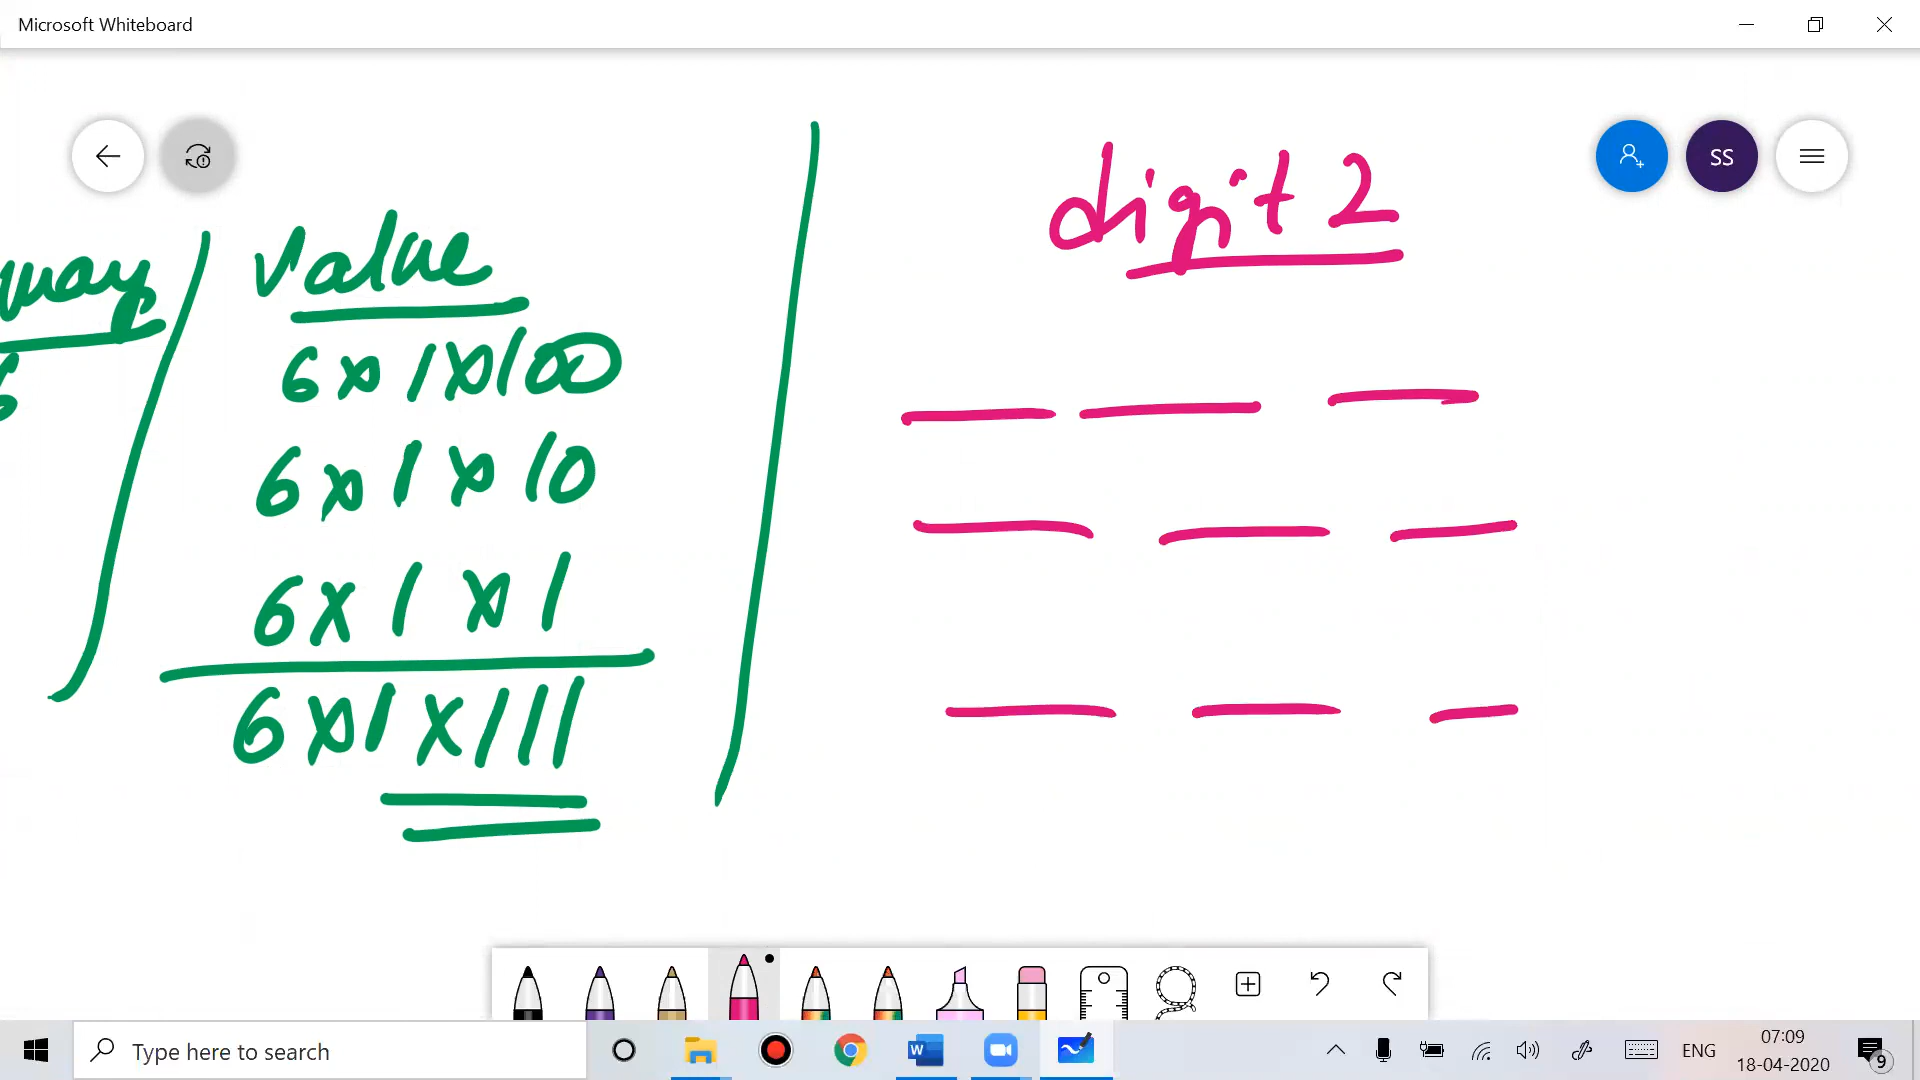 Microsoft Whiteboard
SS
value
6 x 1 x 100
6 x 1 x 10
6 x 1 x 1
6 x 1 x 111
digit 2
Type here to search
ENG
07:09
18-04-2020
9